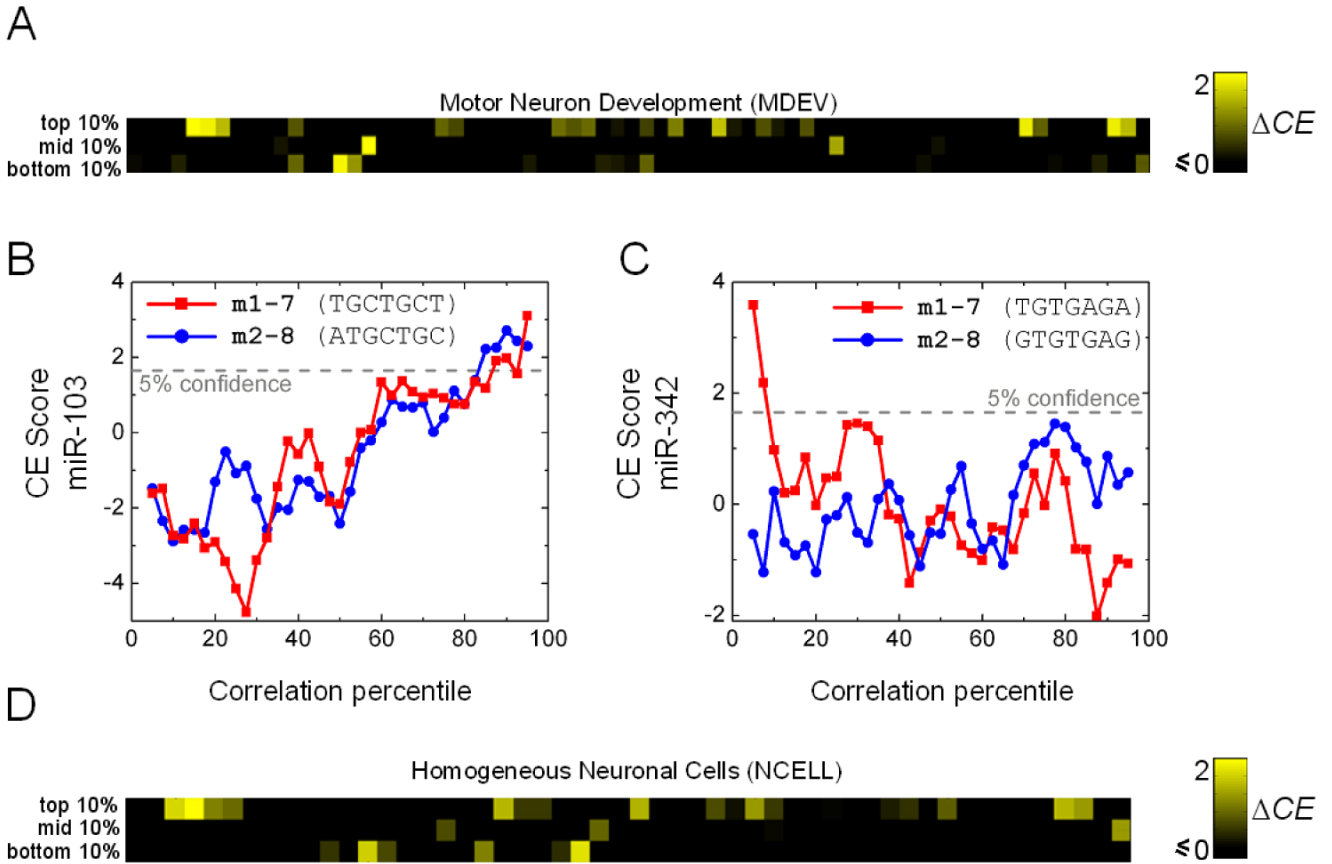 A
Motor Neuron Development (MDEV)
top 10%
mid 10%
bottom 10%
2
⩽ 0
ΔCE
B
CE Score
miR-103
4
2
0
-2
-4
m1-7 (TGCTGCT)
m2-8 (ATGCTGC)
5% confidence
0 20 40 60 80 100
Correlation percentile
C
CE Score
miR-342
4
2
0
-2
m1-7 (TGTGAGA)
m2-8 (GTGTGAG)
5% confidence
0 20 40 60 80 100
Correlation percentile
D
Homogeneous Neuronal Cells (NCELL)
top 10%
mid 10%
bottom 10%
2
⩽ 0
ΔCE